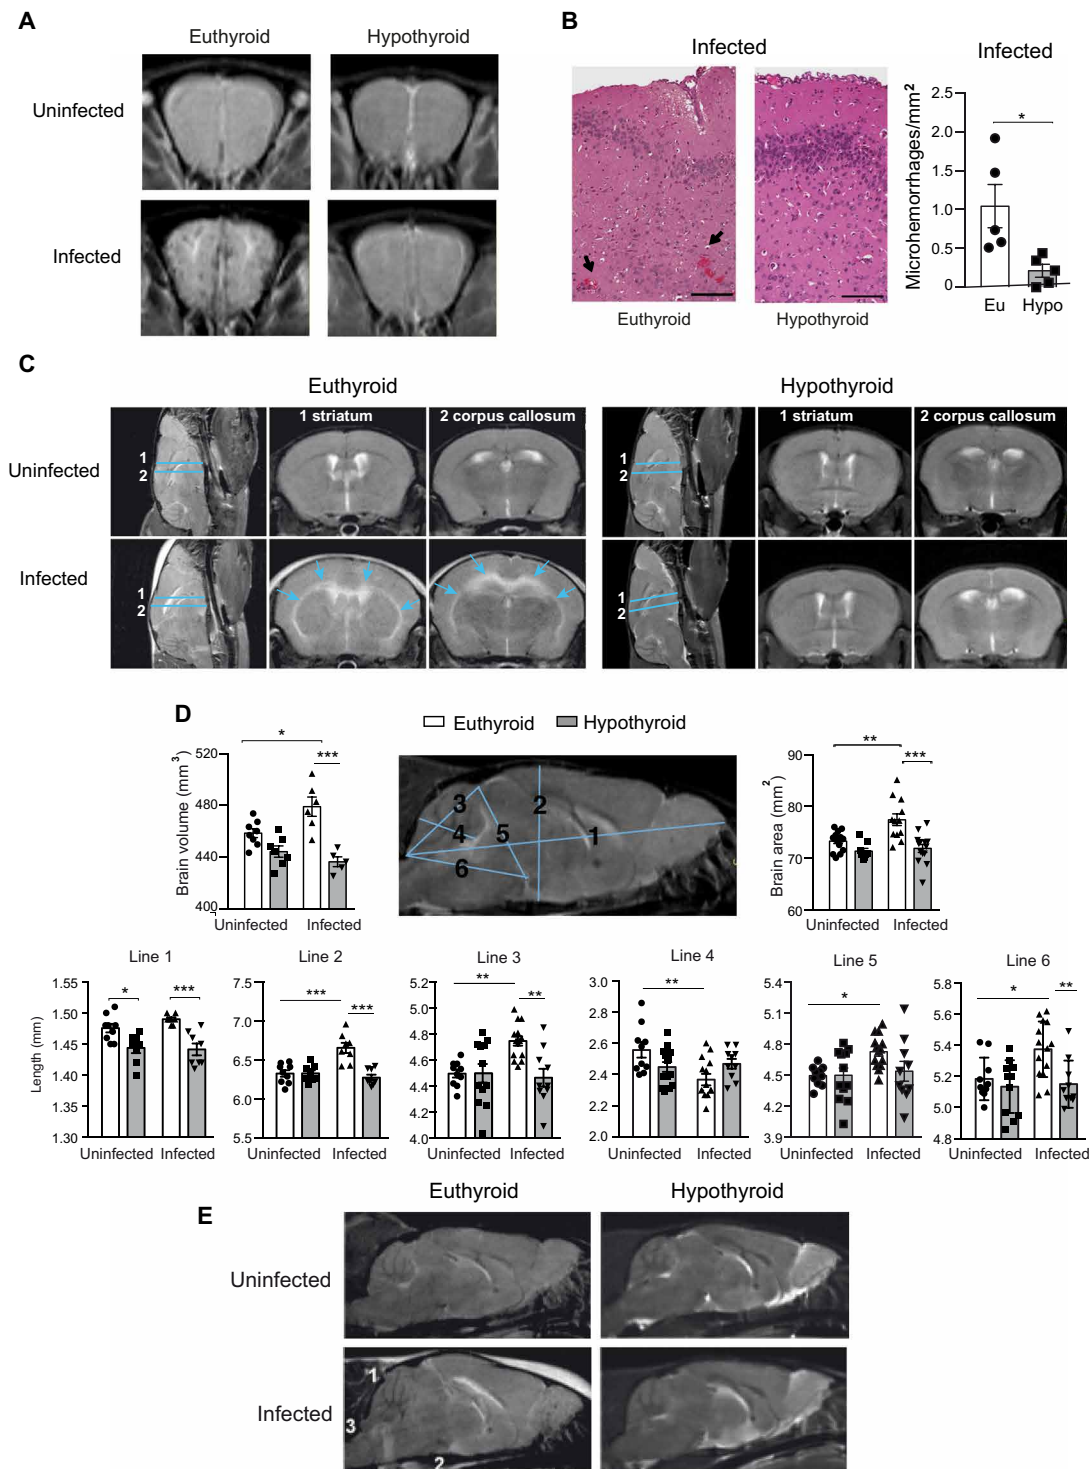 A
Euthyroid Hypothyroid
Uninfected
Infected
B
Infected
Infected
Euthyroid Hypothyroid
Microhemorrhages/mm²
2.5
2.0
1.5
1.0
0.5
0
*
Eu Hypo
C
Euthyroid Hypothyroid
1 striatum 2 corpus callosum 1 striatum 2 corpus callosum
Uninfected
1
2
1
2
Infected
1
2
1
2
D
Euthyroid Hypothyroid
Brain volume (mm³)
520
480
440
400
* ***
Uninfected Infected
3 2
4 5 1
6
Brain area (mm²)
90
80
70
60
** ***
Uninfected Infected
Line 1 Line 2 Line 3 Line 4 Line 5 Line 6
Length (mm)
1.55
1.50
1.45
1.40
1.30
* ***
Uninfected Infected
7.5
7.0
6.5
6.0
5.5
*** ***
Uninfected Infected
5.2
5.0
4.8
4.6
4.4
4.2
4.0
** **
Uninfected Infected
3.0
2.8
2.6
2.4
2.2
2.0
**
Uninfected Infected
5.4
5.1
4.8
4.5
4.2
3.9
*
Uninfected Infected
5.8
5.6
5.4
5.2
5.0
4.8
* **
Uninfected Infected
E
Euthyroid Hypothyroid
Uninfected
Infected
1
3
2